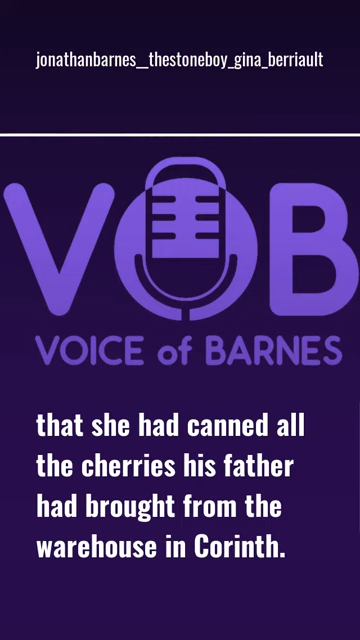 jonathanbarnes__thestoneboy_gina_berriault
VOB
VOICE of BARNES
that she had canned all
the cherries his father
had brought from the
warehouse in Corinth.